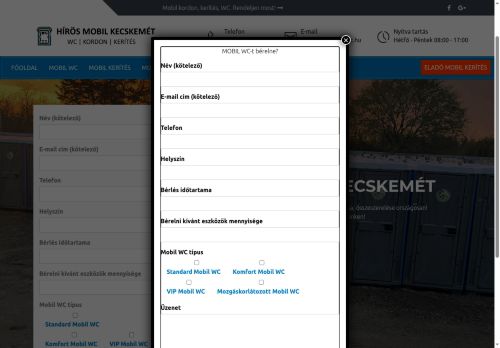 Mobil kordon, kerítés, WC. Rendeljen most! →
HÍRÖS MOBIL KECSKEMÉT
WC | KORDON | KERÍTÉS
Telefon
E-mail
.hu
Nyitva tartás
Hétfő - Péntek 08:00 - 17:00
FŐOLDAL
MOBIL WC
MOBIL KERÍTÉS
ELADÓ MOBIL KERÍTÉS
MOBIL WC-t bérelne?
Név (kötelező)
E-mail cím (kötelező)
Telefon
Helyszín
Bérlés időtartama
Bérelni kívánt eszközök mennyisége
Mobil WC típus
Standard Mobil WC
Komfort Mobil WC
VIP Mobil WC
Mozgáskorlátozott Mobil WC
Üzenet
Név (kötelező)
E-mail cím (kötelező)
Telefon
Helyszín
Bérlés időtartama
Bérelni kívánt eszközök mennyisége
Mobil WC típus
Standard Mobil WC
Komfort Mobil WC
VIP Mobil WC
KECSKEMÉT
összeszerelése országosan!